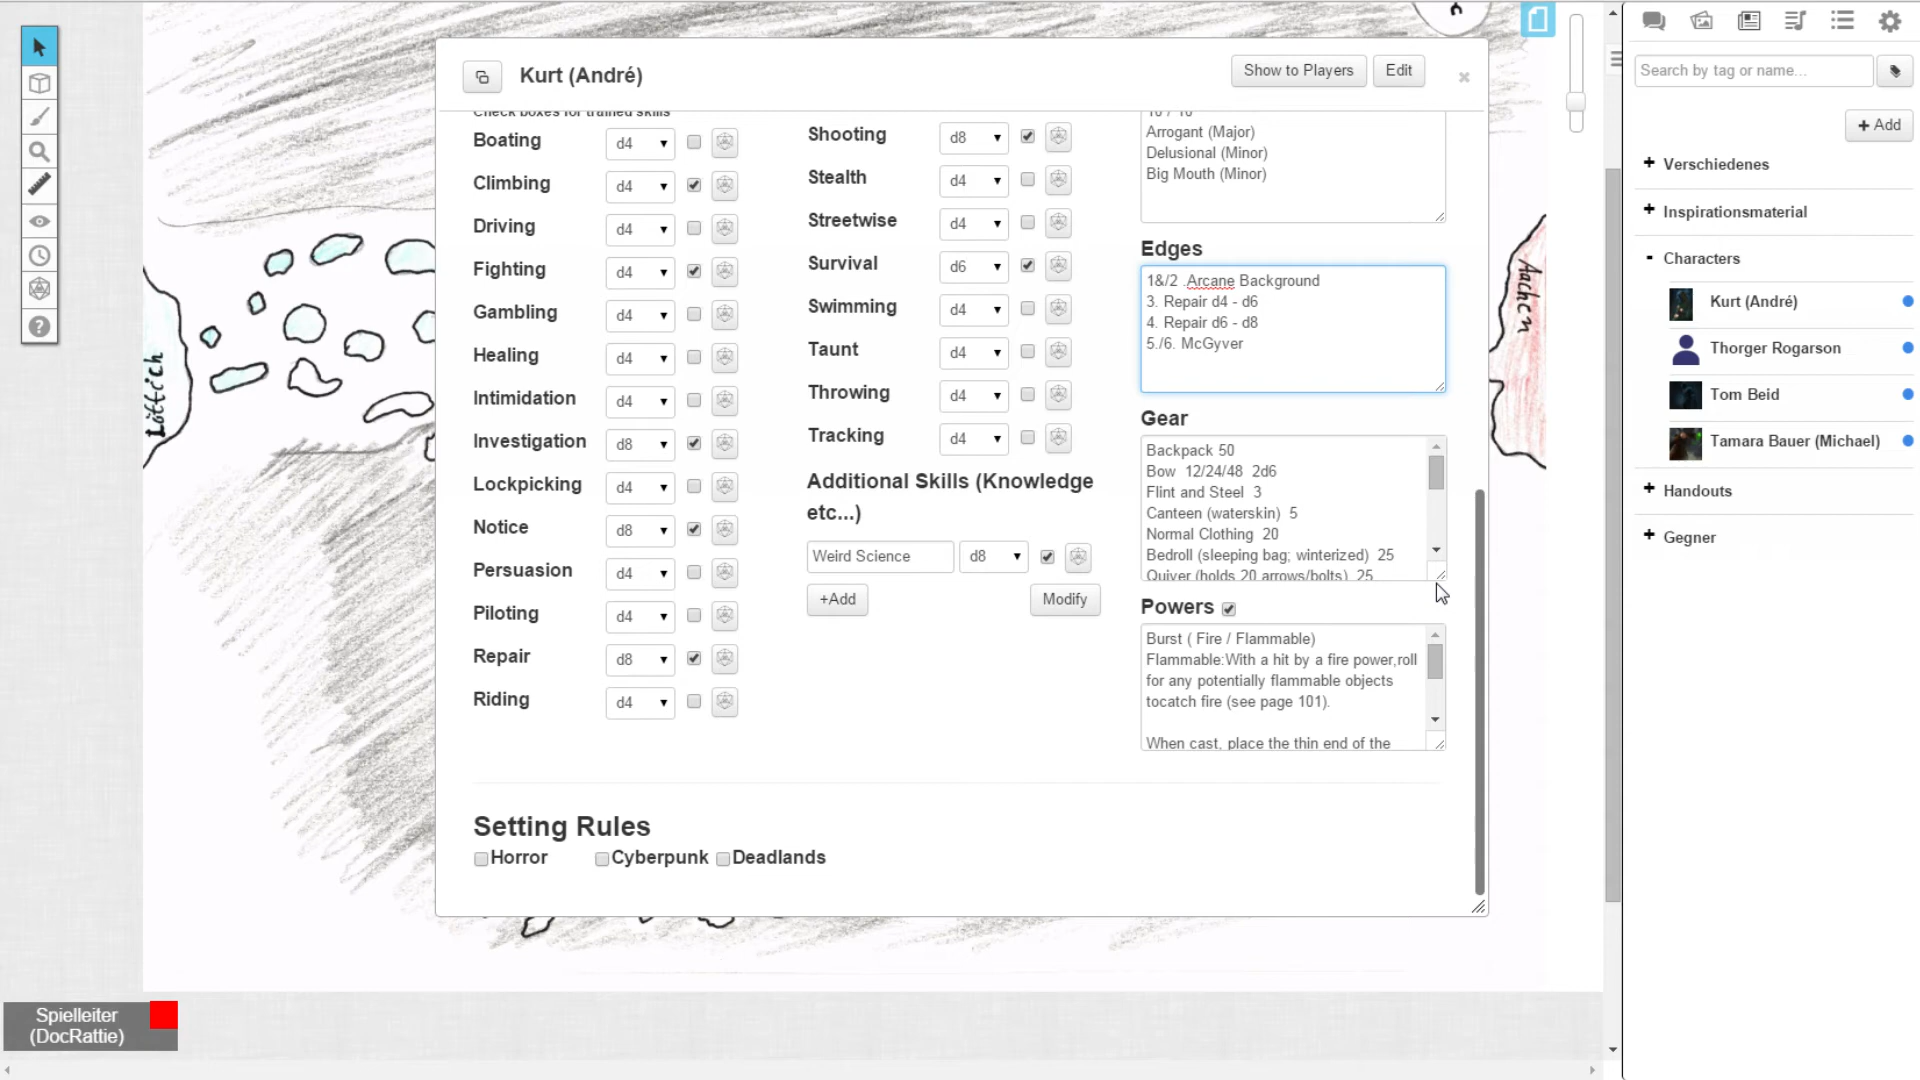 Kurt (André)
Show to Players
Edit
Boating d4
Climbing d4
Driving d4
Fighting d4
Gambling d4
Healing d4
Intimidation d4
Investigation d8
Lockpicking d4
Notice d8
Persuasion d4
Piloting d4
Repair d8
Riding d4
Shooting d8
Stealth d4
Streetwise d4
Survival d6
Swimming d4
Taunt d4
Throwing d4
Tracking d4
Additional Skills (Knowledge
etc...)
Weird Science d8
+Add
Modify
Arrogant (Major)
Delusional (Minor)
Big Mouth (Minor)
Edges
1&/2 .Arcane Background
3. Repair d4 - d6
4. Repair d6 - d8
5./6. McGyver
Gear
Backpack 50
Bow 12/24/48 2d6
Flint and Steel 3
Canteen (waterskin) 5
Normal Clothing 20
Bedroll (sleeping bag; winterized) 25
Quiver (holds 20 arrows/bolts) 25
Powers
Burst ( Fire / Flammable)
Flammable:With a hit by a fire power,roll
for any potentially flammable objects
tocatch fire (see page 101).
When cast, place the thin end of the
Setting Rules
Horror
Cyberpunk
Deadlands
Aachen
Spielleiter
(DocRattie)
Search by tag or name...
+ Add
Verschiedenes
Inspirationsmaterial
Characters
Kurt (André)
Thorger Rogarson
Tom Beid
Tamara Bauer (Michael)
Handouts
Gegner